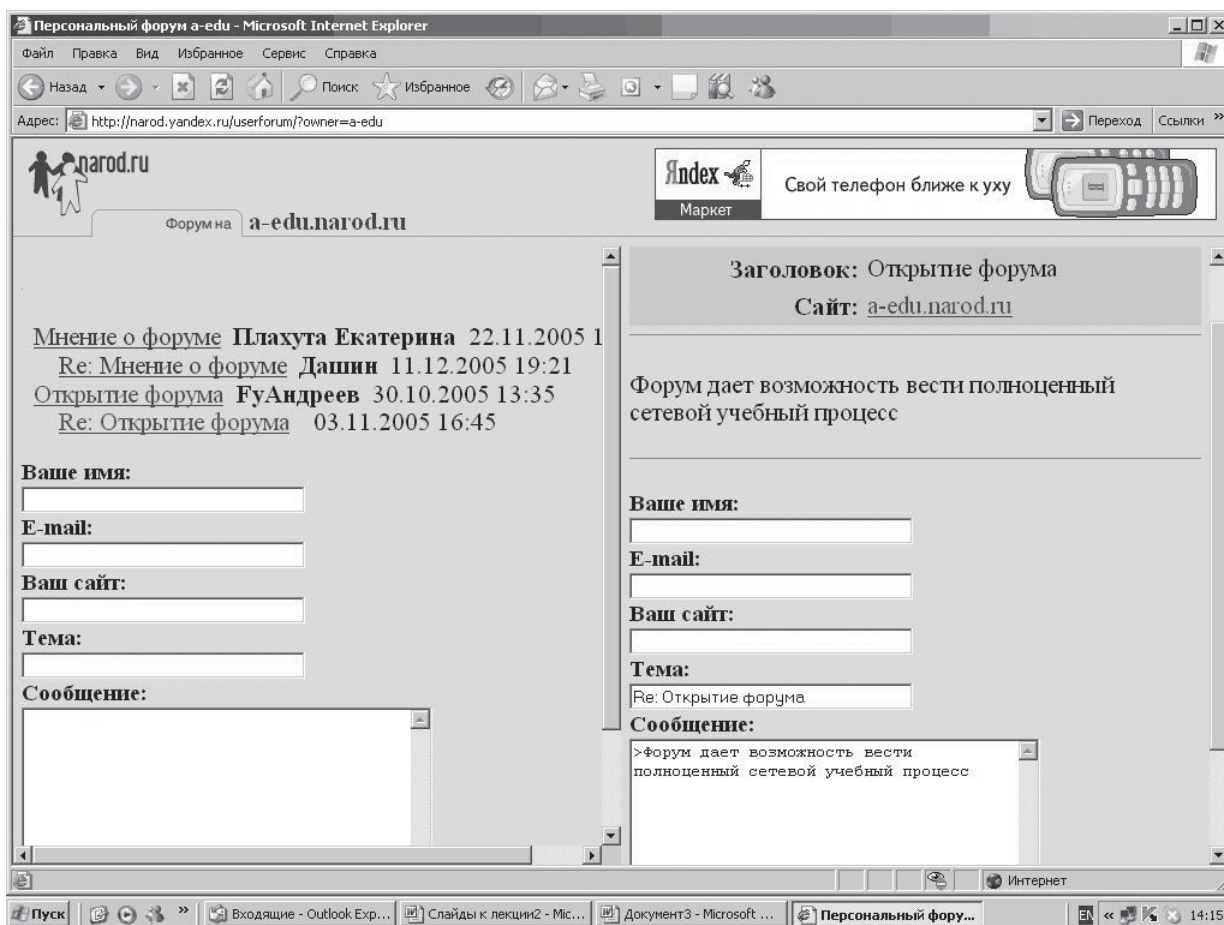 Персональный форум a-edu - Microsoft Internet Explorer
Файл Правка Вид Избранное Сервис Справка
Назад Поиск Избранное
Адрес: http://narod.yandex.ru/userforum/?owner=a-edu Переход Ссылки »
narod.ru
Форум на a-edu.narod.ru
Яndex
Маркет
Свой телефон ближе к уху
Мнение о форуме Плахута Екатерина 22.11.2005 1
Re: Мнение о форуме Дашин 11.12.2005 19:21
Открытие форума FyАндреев 30.10.2005 13:35
Re: Открытие форума 03.11.2005 16:45
Ваше имя:
E-mail:
Ваш сайт:
Тема:
Сообщение:
Заголовок: Открытие форума
Сайт: a-edu.narod.ru
Форум дает возможность вести полноценный
сетевой учебный процесс
Ваше имя:
E-mail:
Ваш сайт:
Тема:
Re: Открытие форума
Сообщение:
>Форум дает возможность вести
полноценный сетевой учебный процесс
Интернет
Пуск » Входящие - Outlook Exp... Слайды к лекции2 - Mic... Документ3 - Microsoft ... Персональный фору... EN « 14:15